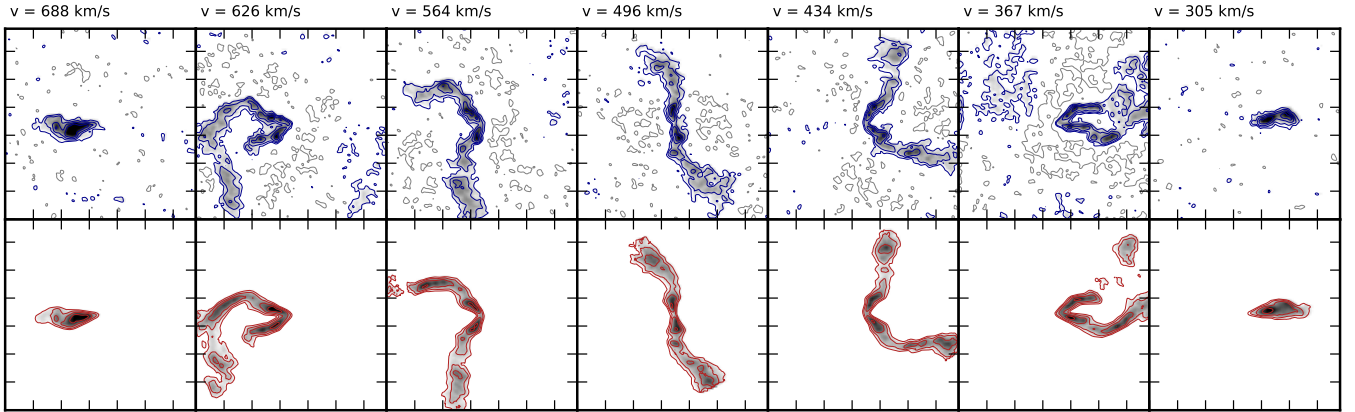 v = 688 km/s
v = 626 km/s
v = 564 km/s
v = 496 km/s
v = 434 km/s
v = 367 km/s
v = 305 km/s